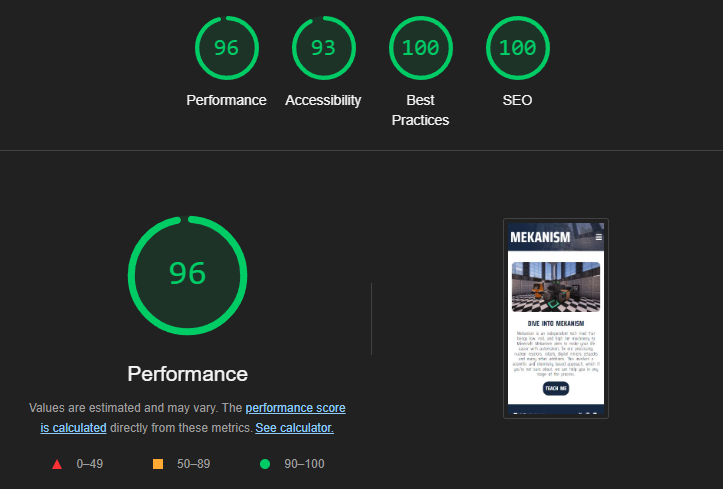 96
93
100
100
Performance
Accessibility
Best
Practices
SEO
96
Performance
Values are estimated and may vary. The performance score
is calculated directly from these metrics. See calculator.
0–49
50–89
90–100
MEKANISM
DIVE INTO MEKANISM
TEACH ME